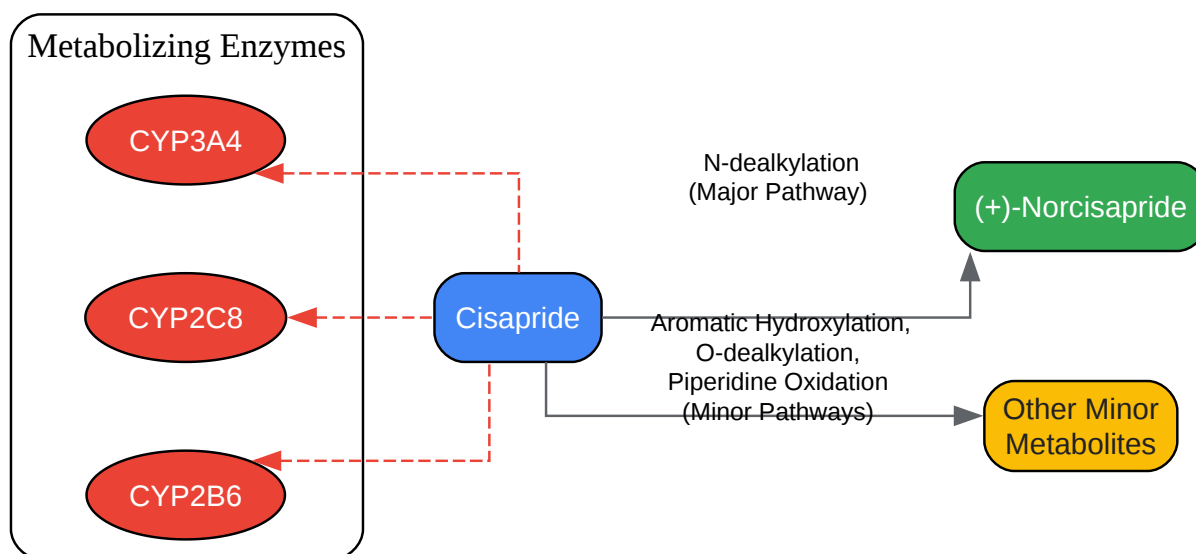 Metabolizing Enzymes
CYP3A4
CYP2C8
CYP2B6
Cisapride
N-dealkylation
(Major Pathway)
Aromatic Hydroxylation,
O-dealkylation,
Piperidine Oxidation
(Minor Pathways)
(+)-Norcisapride
Other Minor
Metabolites